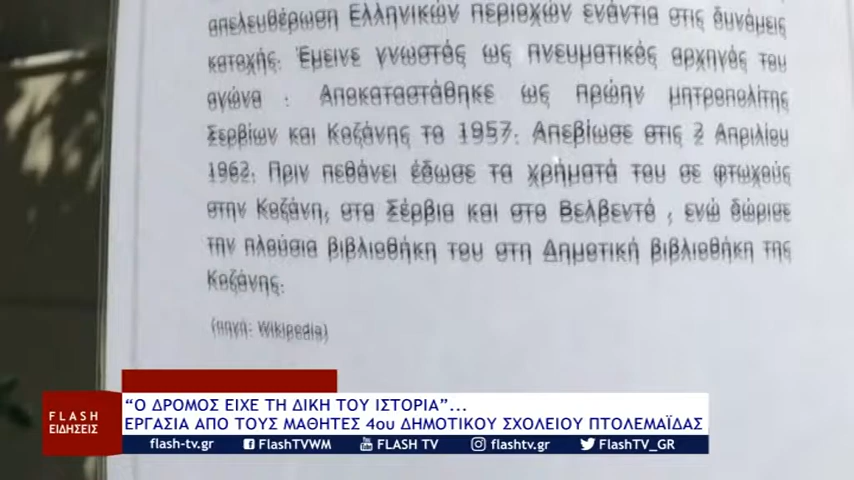 απελευθέρωση Ελληνικών περιοχών ενάντια στις δυνάμεις
κατοχής. Έμεινε γνωστός ως πνευματικός αρχηγός του
αγώνα . Αποκαταστάθηκε ως πρώην μητροπολίτης
Σερβίων και Κοζάνης το 1957. Απεβίωσε στις 2 Απριλίου
1962. Πριν πεθάνει έδωσε τα χρήματά του σε φτωχούς
στην Κοζάνη, στα Σέρβια και στο Βελβεντό , ενώ δώρισε
την πλούσια βιβλιοθήκη του στη Δημοτική βιβλιοθήκη της
Κοζάνης.
(πηγή: Wikipedia)
“Ο ΔΡΟΜΟΣ ΕΙΧΕ ΤΗ ΔΙΚΗ ΤΟΥ ΙΣΤΟΡΙΑ”...
ΕΡΓΑΣΙΑ ΑΠΟ ΤΟΥΣ ΜΑΘΗΤΕΣ 4ου ΔΗΜΟΤΙΚΟΥ ΣΧΟΛΕΙΟΥ ΠΤΟΛΕΜΑΪΔΑΣ
FLASH
ΕΙΔΗΣΕΙΣ
flash-tv.gr FlashTVWM FLASH TV flashtv.gr FlashTV_GR